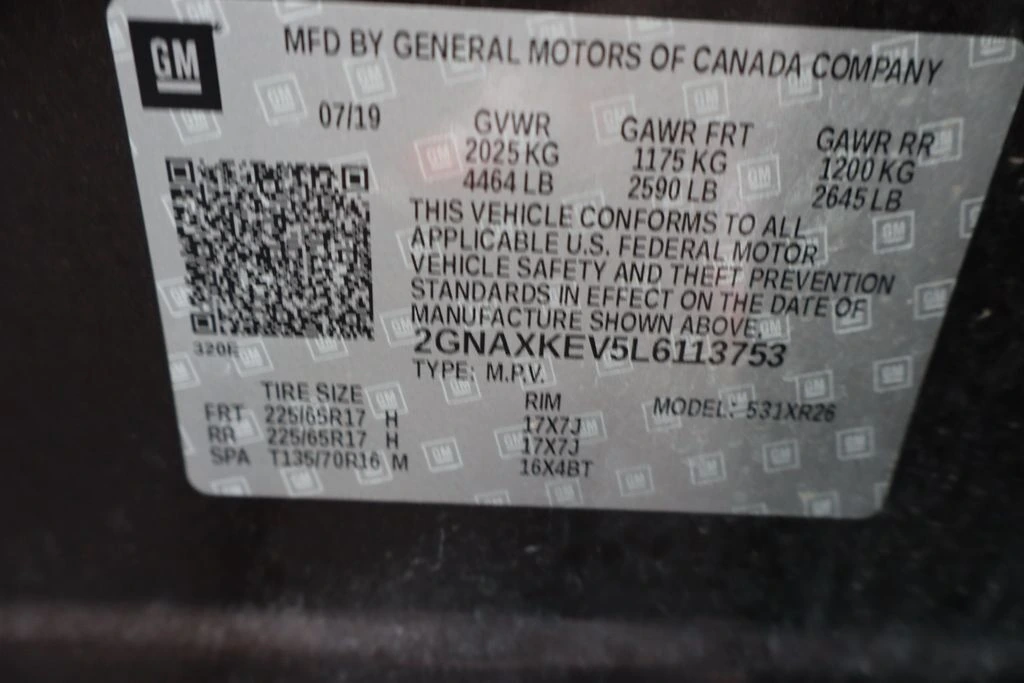 GM
MFD BY GENERAL MOTORS OF CANADA COMPANY
07/19
GVWR
2025 KG
4464 LB
GAWR FRT
1175 KG
2590 LB
GAWR RR
1200 KG
2645 LB
THIS VEHICLE CONFORMS TO ALL
APPLICABLE U.S. FEDERAL MOTOR
VEHICLE SAFETY AND THEFT PREVENTION
STANDARDS IN EFFECT ON THE DATE OF
MANUFACTURE SHOWN ABOVE.
2GNAXKEV5L6113753
TYPE: M.P.V.
320E
TIRE SIZE
RIM
MODEL: 531XR26
FRT 225/65R17 H 17X7J
RR 225/65R17 H 17X7J
SPA T135/70R16 M 16X4BT